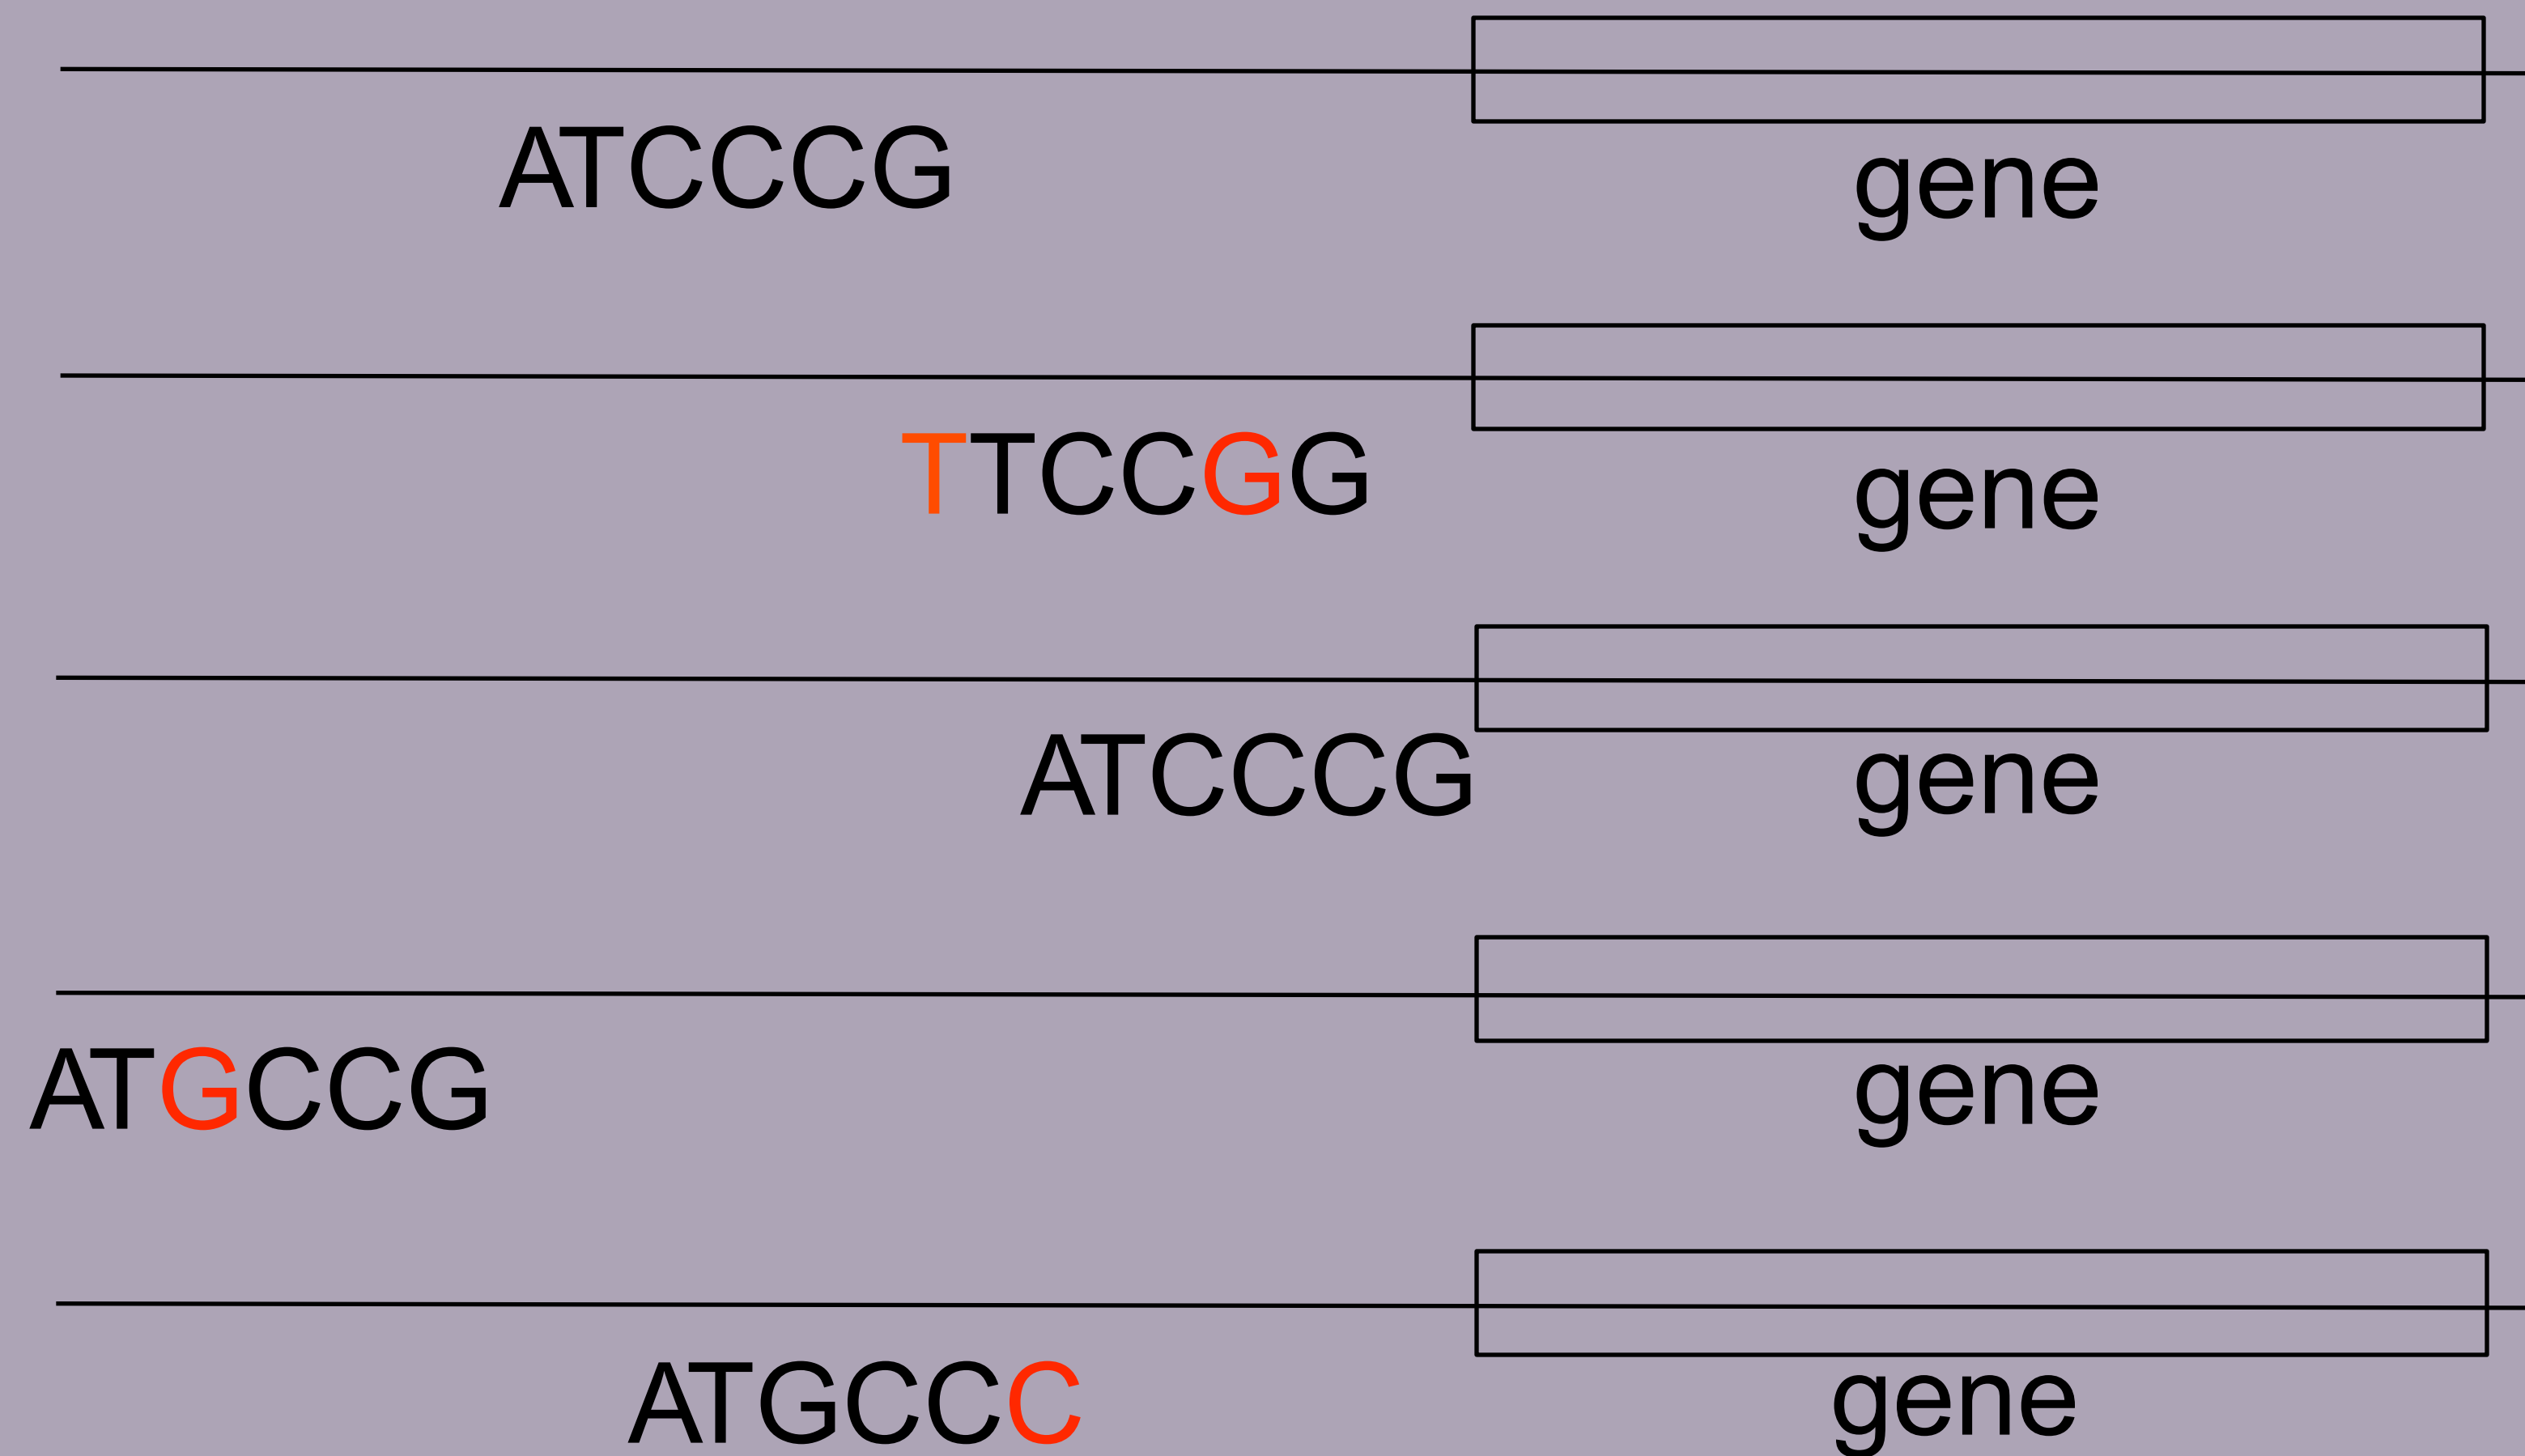 ATCCCG
gene
TTCCGG
gene
ATCCCG
gene
ATGCCG
gene
ATGCCC
gene